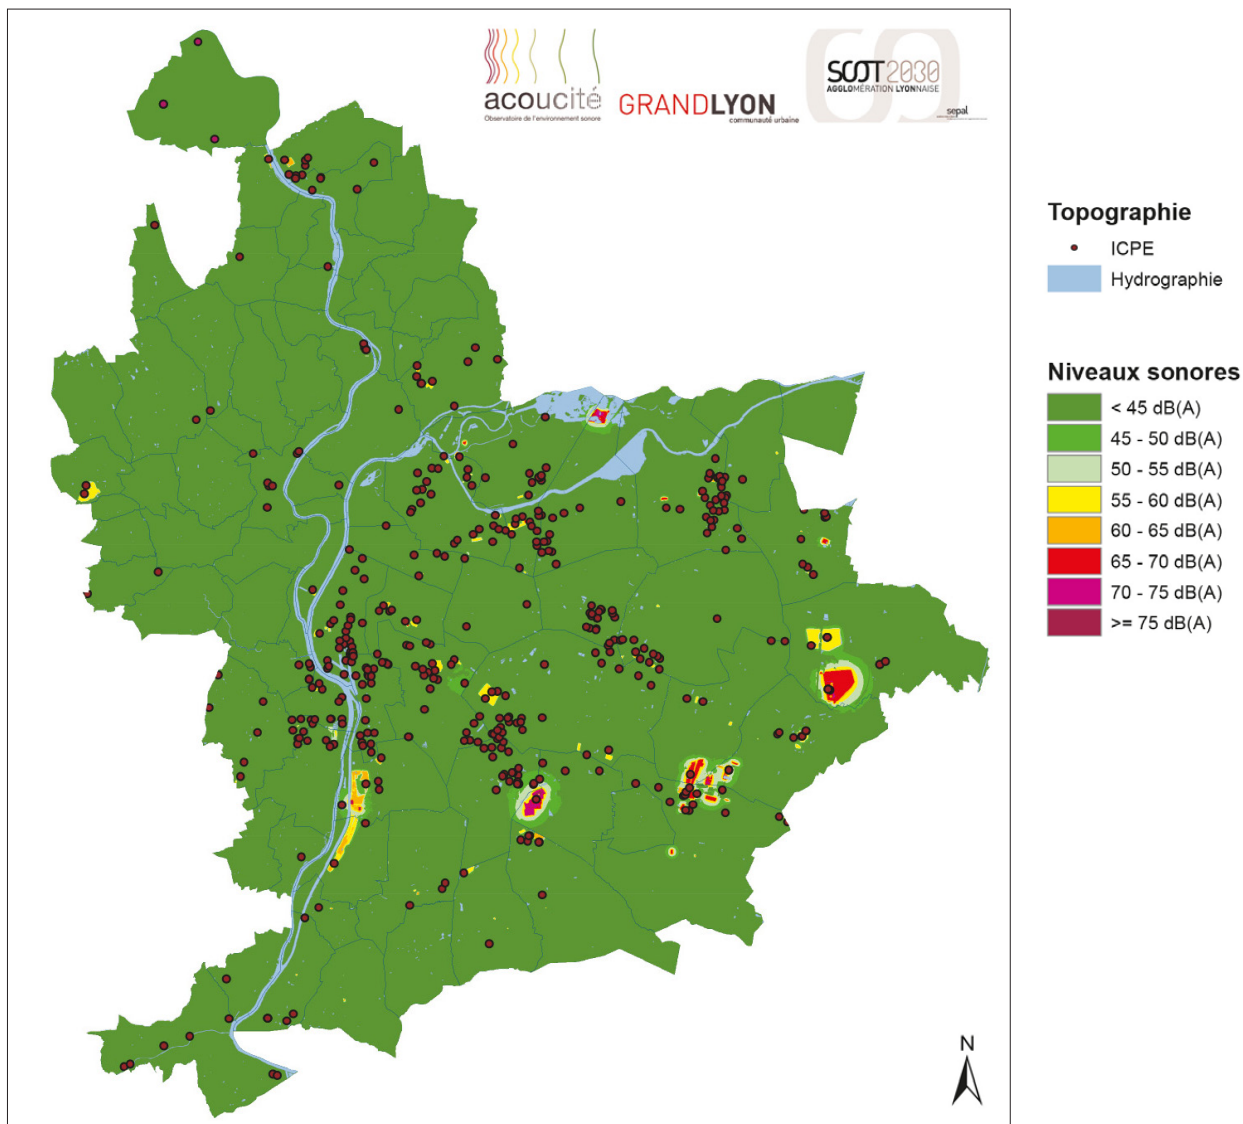 acoucité
Observatoire de l'environnement sonore
GRANDLYON
communauté urbaine
SCOT2030
AGGLOMÉRATION LYONNAISE
sepal
Topographie
ICPE
Hydrographie
Niveaux sonores
< 45 dB(A)
45 - 50 dB(A)
50 - 55 dB(A)
55 - 60 dB(A)
60 - 65 dB(A)
65 - 70 dB(A)
70 - 75 dB(A)
>= 75 dB(A)
N